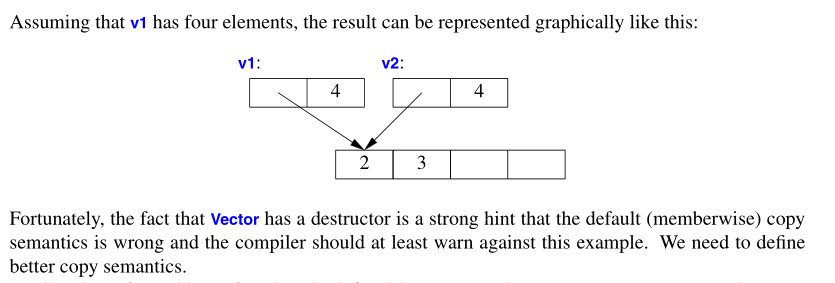 Assuming that v1 has four elements, the result can be represented graphically like this:
v1: v2:
4 4
2 3
Fortunately, the fact that Vector has a destructor is a strong hint that the default (memberwise) copy
semantics is wrong and the compiler should at least warn against this example. We need to define
better copy semantics.